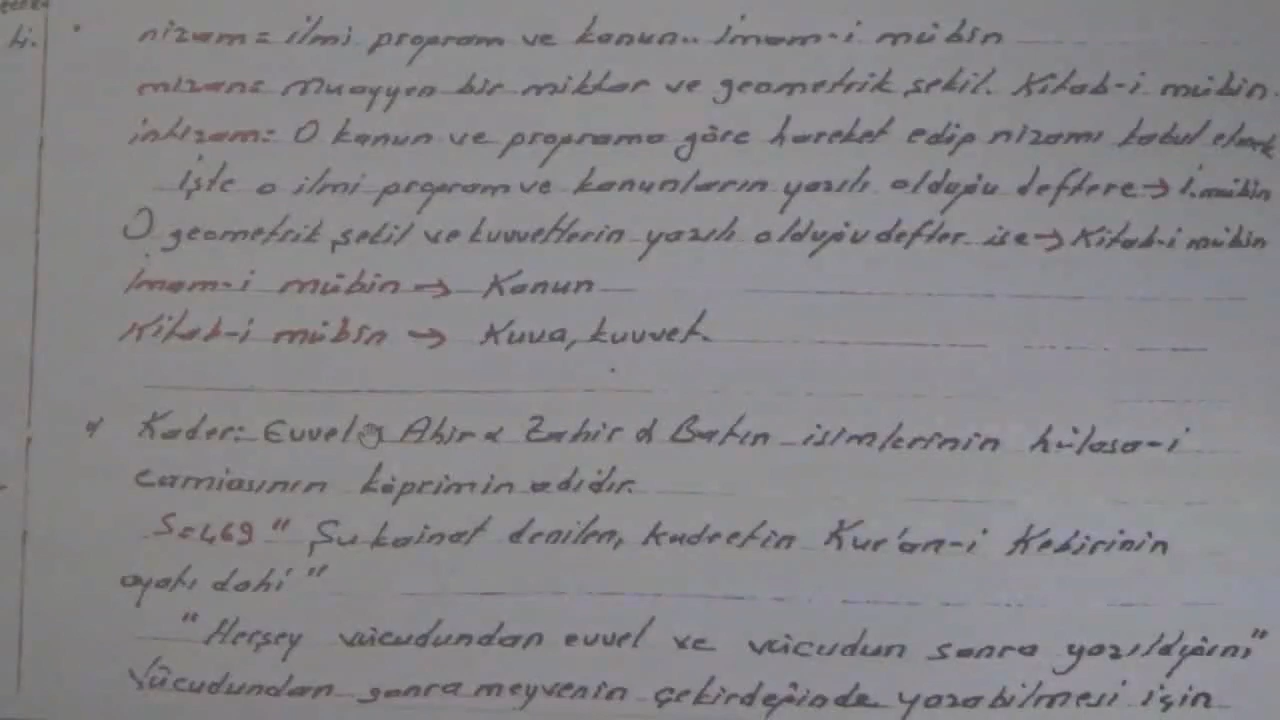 li. • nizam = ilmi program ve kanun.. İmam-i mübin
mizan = Muayyen bir miktar ve geometrik şekil. Kitab-i mübin.
intizam: O kanun ve programa göre hareket edip nizamı kabul etmek
İşte o ilmi program ve kanunların yazılı olduğu deftere → İ.mübin
O geometrik şekil ve kuvvetlerin yazılı olduğu defter ise → Kitab-i mübin
İmam-i mübin → Kanun
Kitab-i mübin → Kuva, kuvvet.
Kader: Evvel Ahir Zahir Batın isimlerinin hülasa-i
camiasının adıdır.
S=469 " Şu kainat denilen, kudretin Kur'an-i Kebirinin
ayatı dahi "
"Herşey vücudundan evvel ve vücudun sonra yazıldığını"
Vücudundan sonra meyvenin çekirdeğinde yazabilmesi için